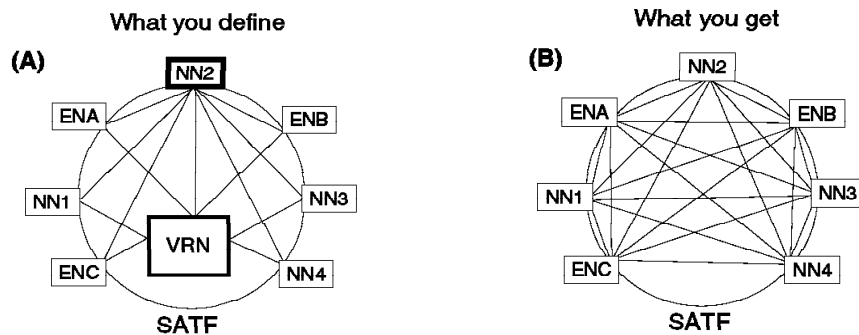 What you define
What you get
(A)
NN2
ENA
ENB
NN1
NN3
VRN
ENC
NN4
SATF
(B)
NN2
ENA
ENB
NN1
NN3
ENC
NN4
SATF